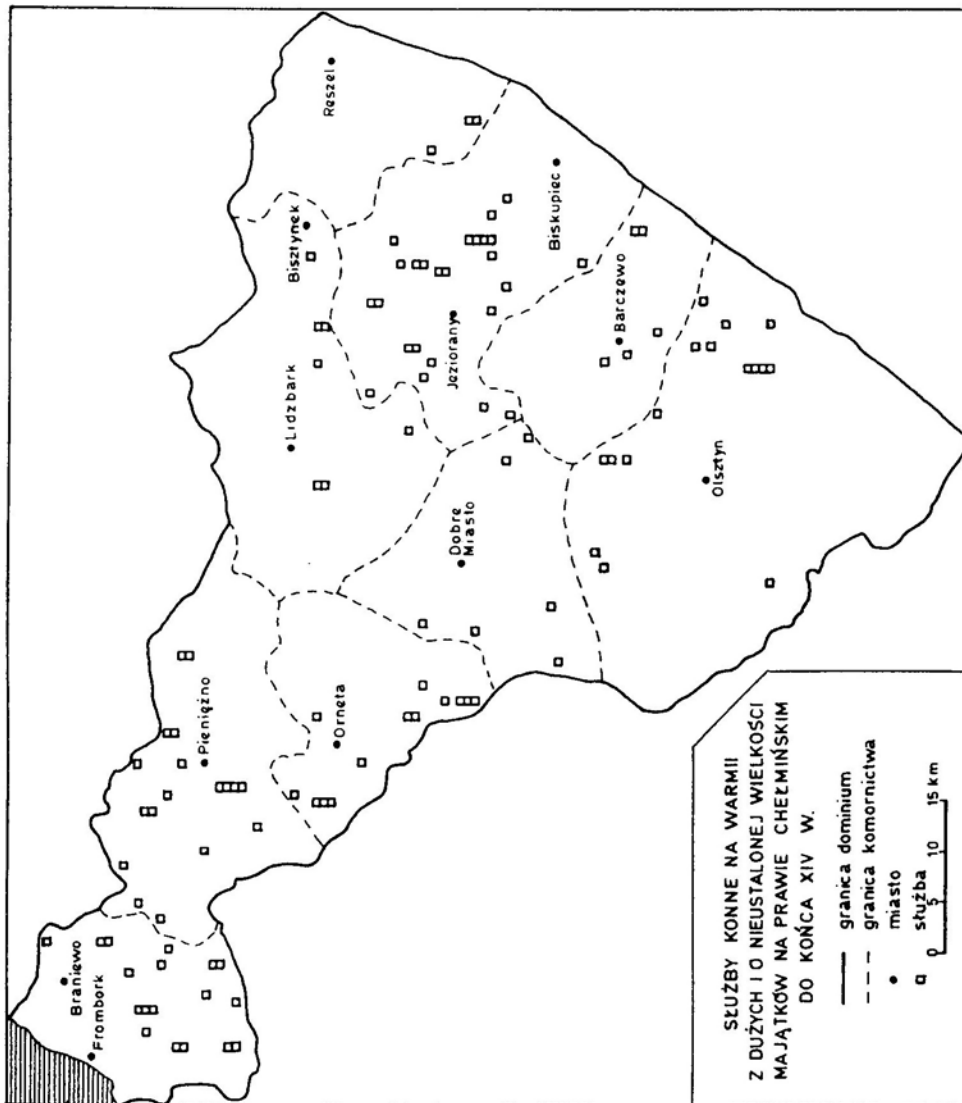 Frombork
Braniewo
Pieniężno
Orneta
Lidzbark
Bisztynek
Reszel
Dobre
Miasto
Jeziorany
Biskupiec
Barczewo
Olsztyn
SŁUŻBY KONNE NA WARMII
Z DUŻYCH I O NIEUSTALONEJ WIELKOŚCI
MAJĄTKÓW NA PRAWIE CHEŁMIŃSKIM
DO KOŃCA XIV W.
granica dominium
granica komornictwa
miasto
służba
0 5 10 15 km